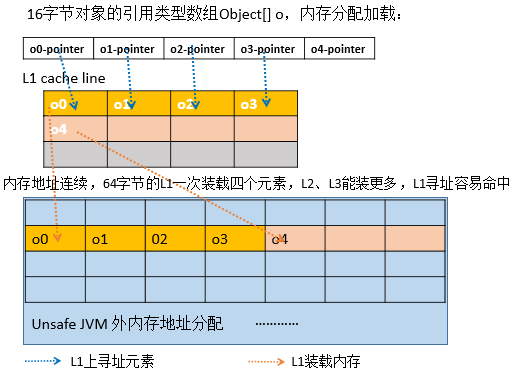 16字节对象的引用类型数组Object[] o，内存分配加载：
o0-pointer o1-pointer o2-pointer o3-pointer o4-pointer
L1 cache line
o0 o1 o2 o3
o4
内存地址连续，64字节的L1一次装载四个元素，L2、L3能装更多，L1寻址容易命中
o0 o1 02 o3 o4
Unsafe JVM 外内存地址分配 …………
L1上寻址元素 L1装载内存